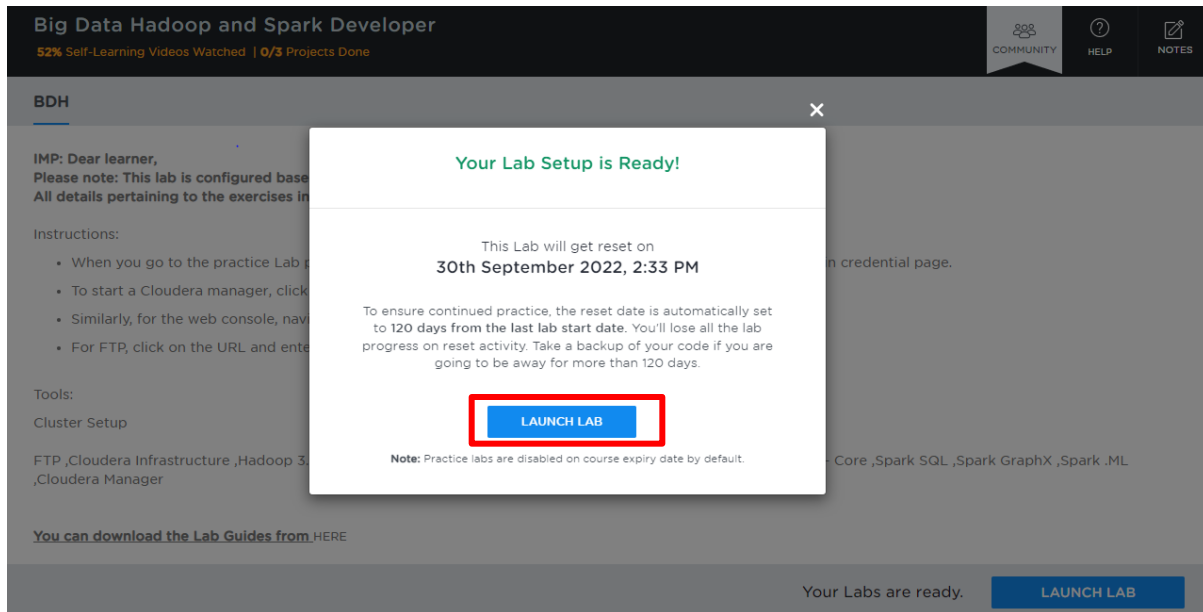 Big Data Hadoop and Spark Developer
52% Self-Learning Videos Watched | 0/3 Projects Done
COMMUNITY
HELP
NOTES
BDH
IMP: Dear learner,
Please note: This lab is configured base
All details pertaining to the exercises in
Instructions:
• When you go to the practice Lab p
n credential page.
• To start a Cloudera manager, click
• Similarly, for the web console, navi
• For FTP, click on the URL and ente
Tools:
Cluster Setup
FTP ,Cloudera Infrastructure ,Hadoop 3.
- Core ,Spark SQL ,Spark GraphX ,Spark .ML
,Cloudera Manager
You can download the Lab Guides from HERE
Your Lab Setup is Ready!
This Lab will get reset on
30th September 2022, 2:33 PM
To ensure continued practice, the reset date is automatically set
to 120 days from the last lab start date. You'll lose all the lab
progress on reset activity. Take a backup of your code if you are
going to be away for more than 120 days.
LAUNCH LAB
Note: Practice labs are disabled on course expiry date by default.
Your Labs are ready.
LAUNCH LAB